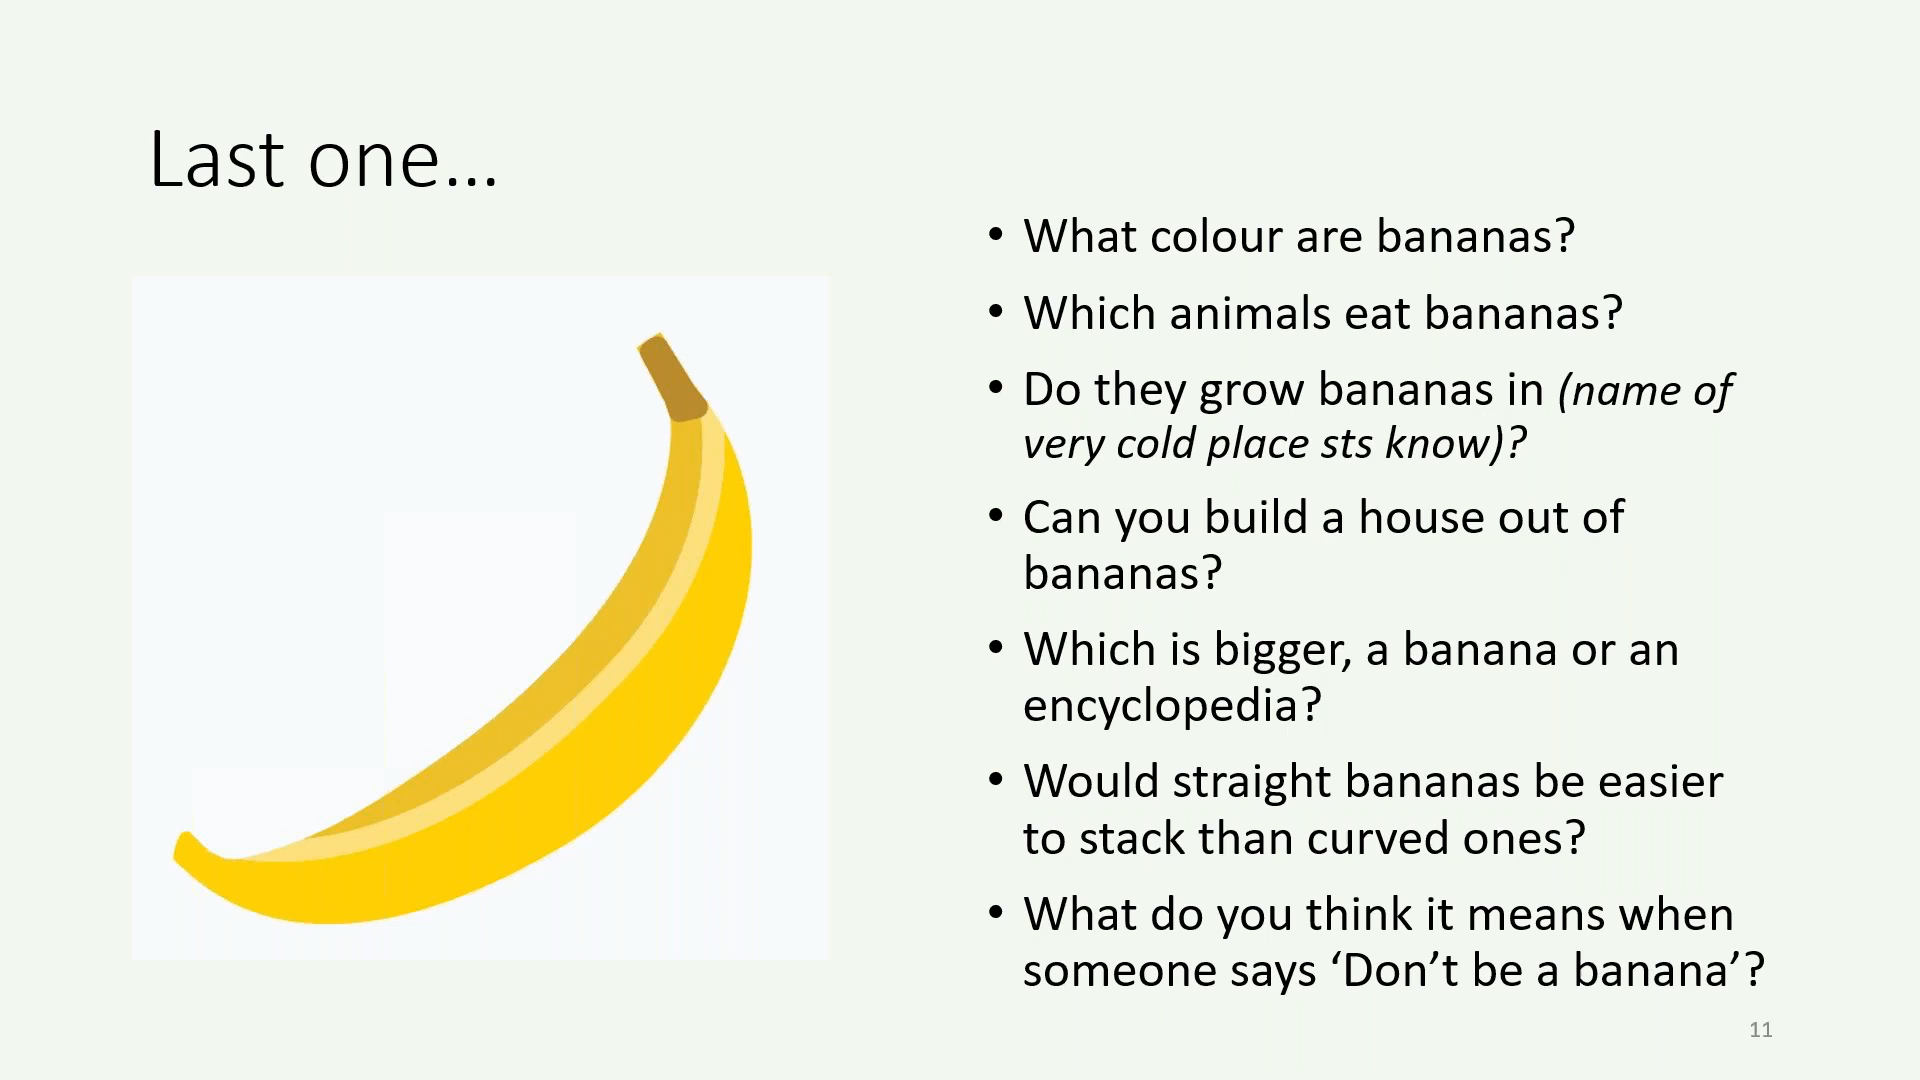 Last one…
• What colour are bananas?
• Which animals eat bananas?
• Do they grow bananas in (name of
very cold place sts know)?
• Can you build a house out of
bananas?
• Which is bigger, a banana or an
encyclopedia?
• Would straight bananas be easier
to stack than curved ones?
• What do you think it means when
someone says ‘Don’t be a banana’?
11